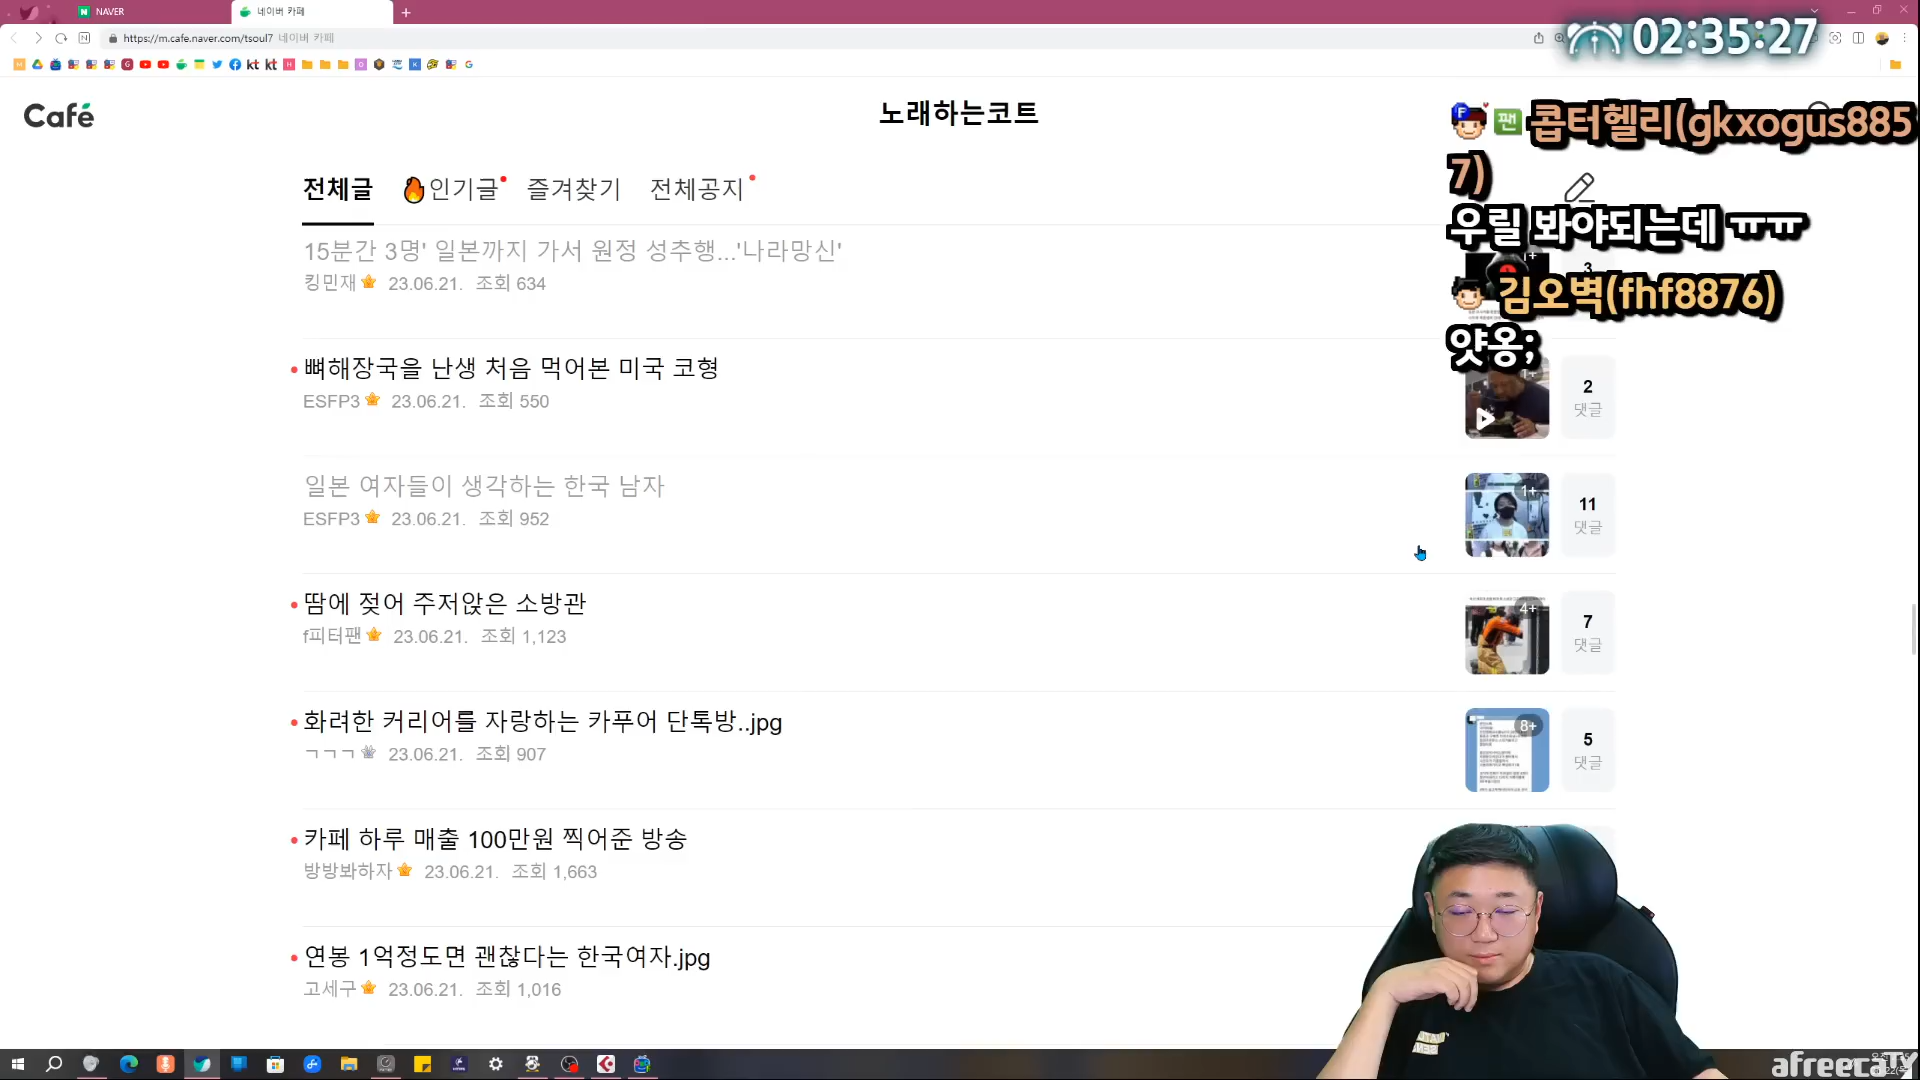 NAVER
네이버 카페
https://m.cafe.naver.com/tsoul7 네이버 카페
02:35:27
Café
노래하는코트
팬 콥터헬리(gkxogus885
7)
우릴 봐야되는데 ㅠㅠ
김오벽(fhf8876)
얏옹;
전체글 인기글 즐겨찾기 전체공지
15분간 3명' 일본까지 가서 원정 성추행...'나라망신'
킹민재 23.06.21. 조회 634
3
뼈해장국을 난생 처음 먹어본 미국 코형
ESFP3 23.06.21. 조회 550
1+
2
댓글
일본 여자들이 생각하는 한국 남자
ESFP3 23.06.21. 조회 952
1+
11
댓글
땀에 젖어 주저앉은 소방관
f피터팬 23.06.21. 조회 1,123
4+
7
댓글
화려한 커리어를 자랑하는 카푸어 단톡방..jpg
ㄱㄱㄱ 23.06.21. 조회 907
8+
5
댓글
카페 하루 매출 100만원 찍어준 방송
방방봐하자 23.06.21. 조회 1,663
연봉 1억정도면 괜찮다는 한국여자.jpg
고세구 23.06.21. 조회 1,016
afreecaTV